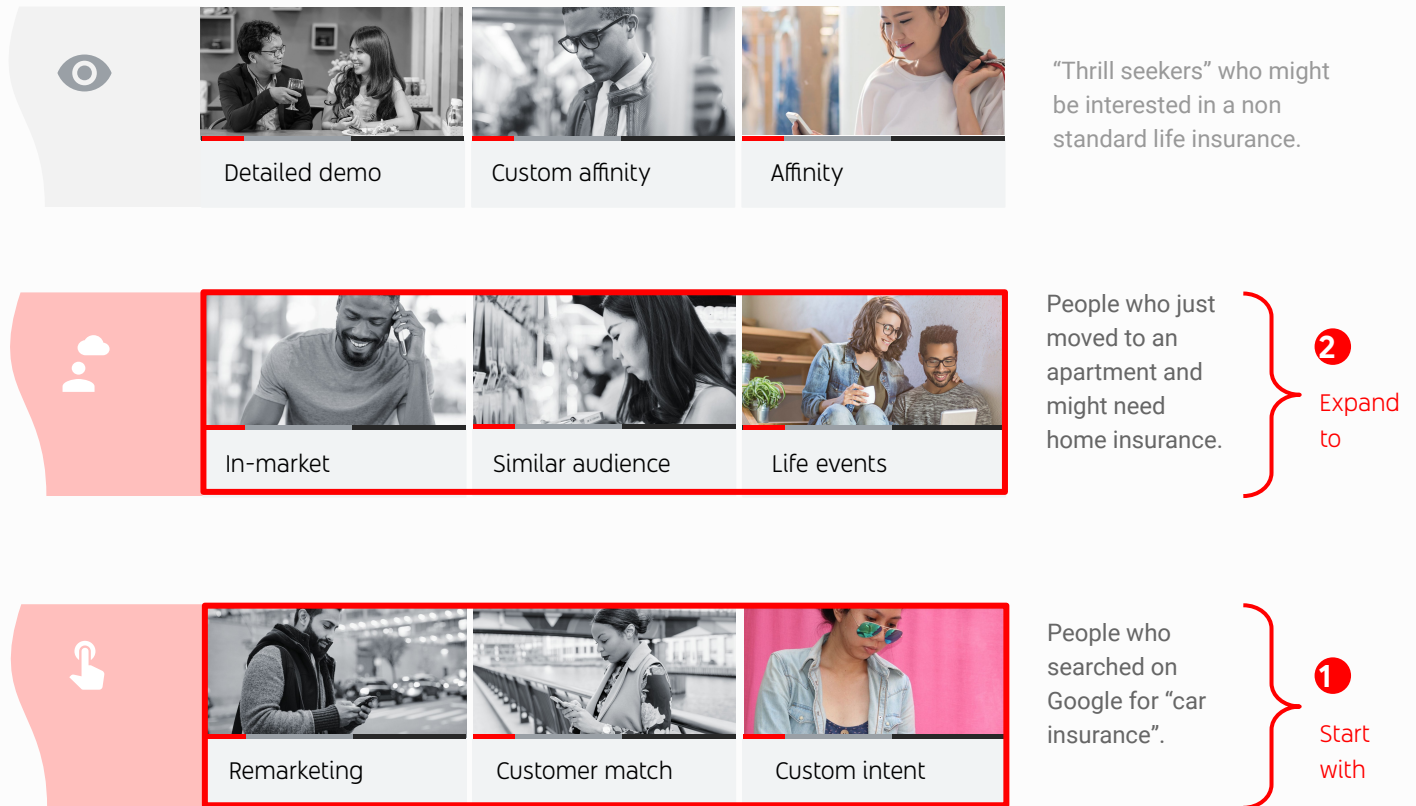 Detailed demo
Custom affinity
Affinity
“Thrill seekers” who might
be interested in a non
standard life insurance.
In-market
Similar audience
Life events
People who just
moved to an
apartment and
might need
home insurance.
2
Expand
to
Remarketing
Customer match
Custom intent
People who
searched on
Google for “car
insurance”.
1
Start
with